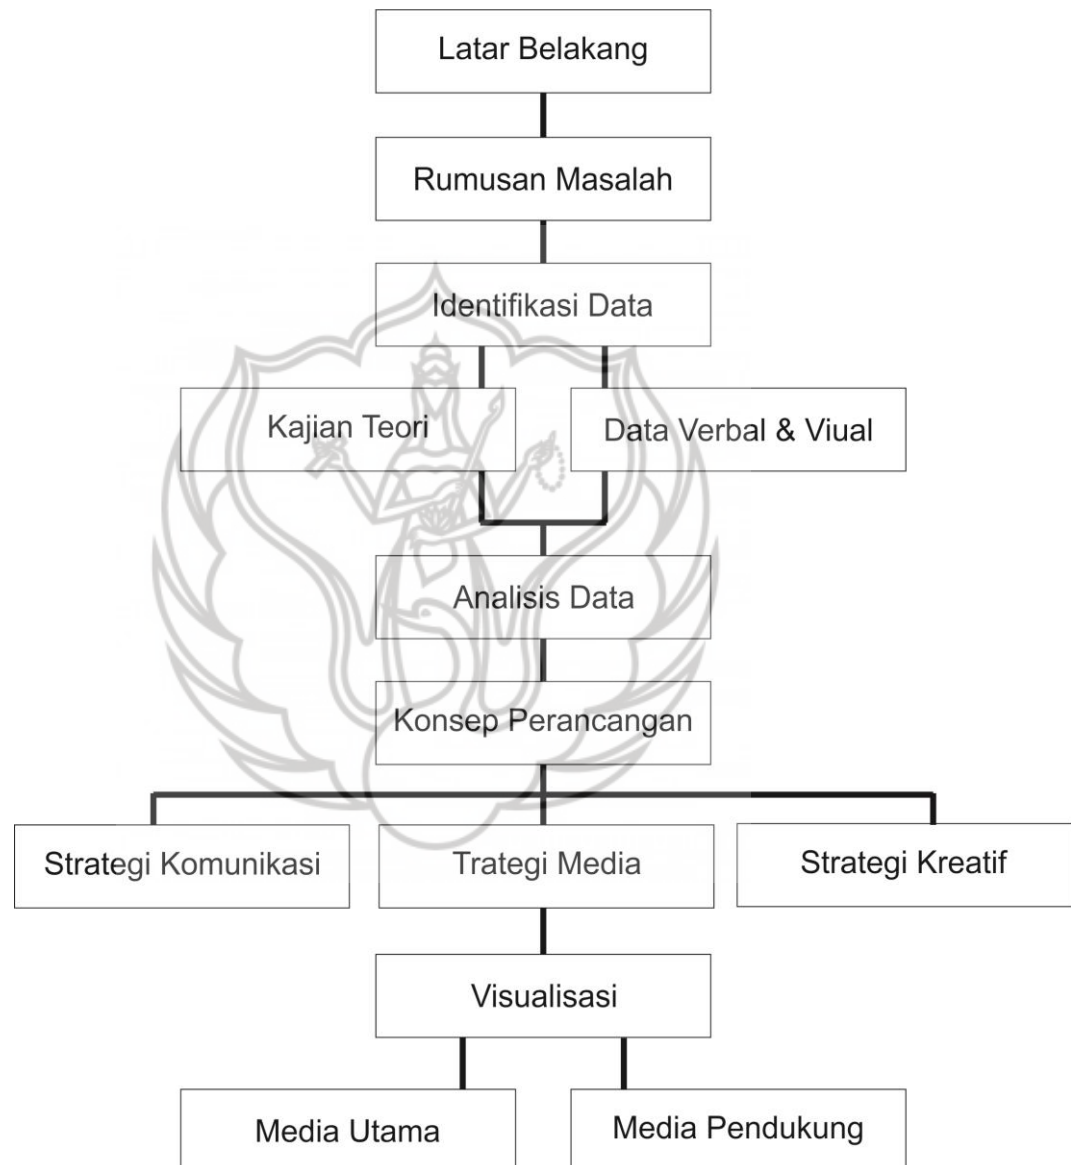 Latar Belakang
Rumusan Masalah
Identifikasi Data
Kajian Teori
Data Verbal & Viual
Analisis Data
Konsep Perancangan
Strategi Komunikasi
Trategi Media
Strategi Kreatif
Visualisasi
Media Utama
Media Pendukung